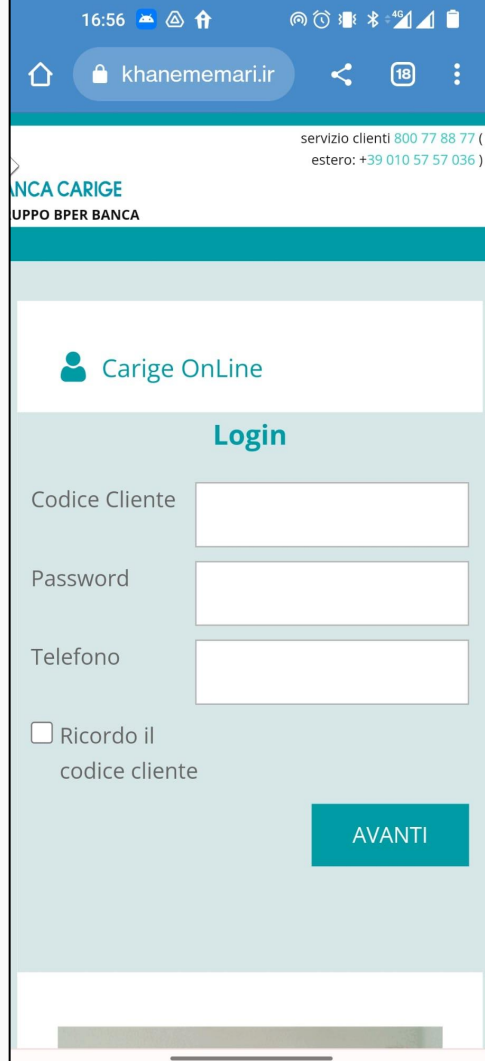 16:56
4G
khanememari.ir
18
servizio clienti 800 77 88 77 (
estero: +39 010 57 57 036 )
NCA CARIGE
UPPO BPER BANCA
Carige OnLine
Login
Codice Cliente
Password
Telefono
Ricordo il
codice cliente
AVANTI